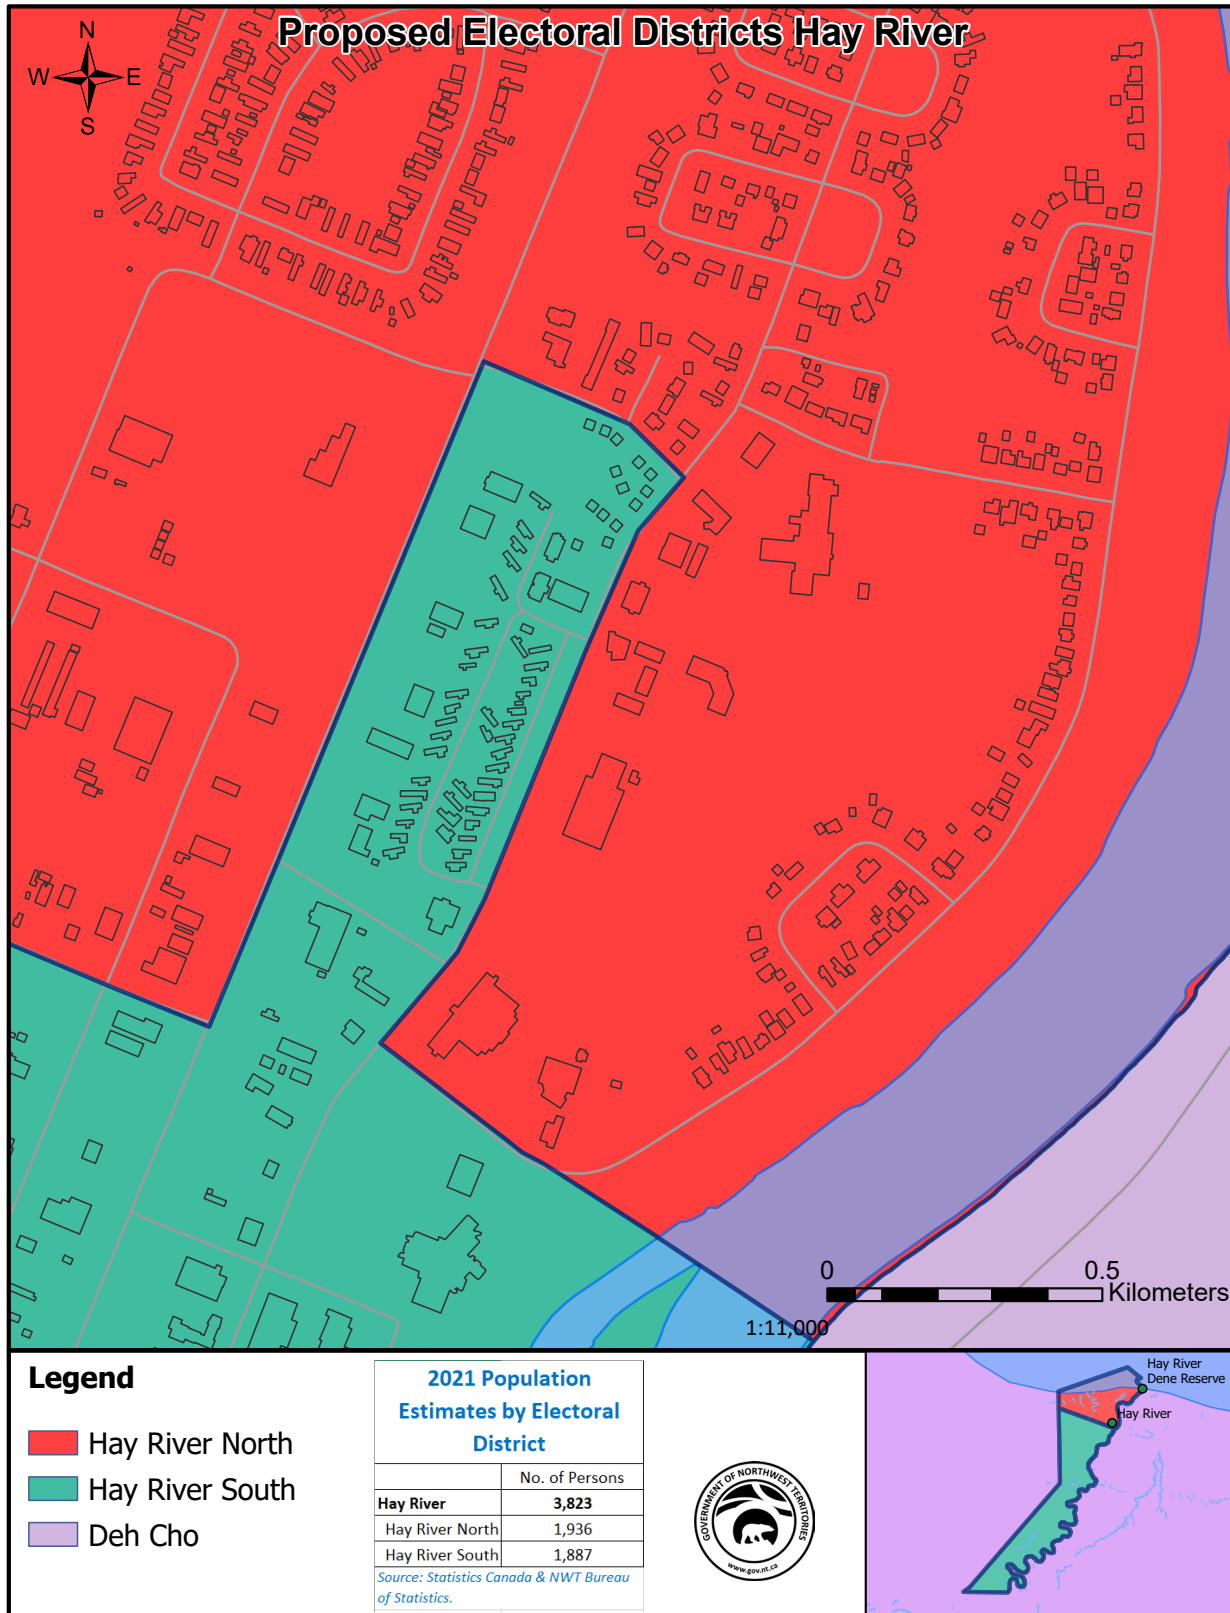 Proposed Electoral Districts Hay River
N
W E
S
0 0.5
Kilometers
1:11,000
Legend
Hay River North
Hay River South
Deh Cho
2021 Population
Estimates by Electoral
District
No. of Persons
Hay River 3,823
Hay River North 1,936
Hay River South 1,887
Source: Statistics Canada & NWT Bureau
of Statistics.
GOVERNMENT OF NORTHWEST TERRITORIES
www.gov.nt.ca
Hay River
Dene Reserve
Hay River